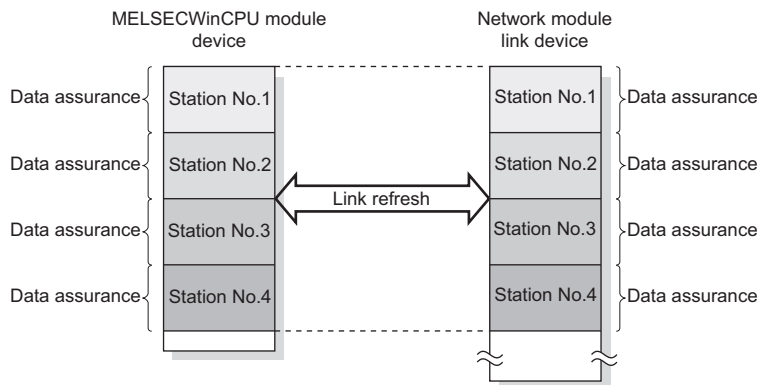 MELSECWinCPU module
device
Network module
link device
Data assurance
Station No.1
Station No.1
Data assurance
Data assurance
Station No.2
Station No.2
Data assurance
Link refresh
Data assurance
Station No.3
Station No.3
Data assurance
Data assurance
Station No.4
Station No.4
Data assurance